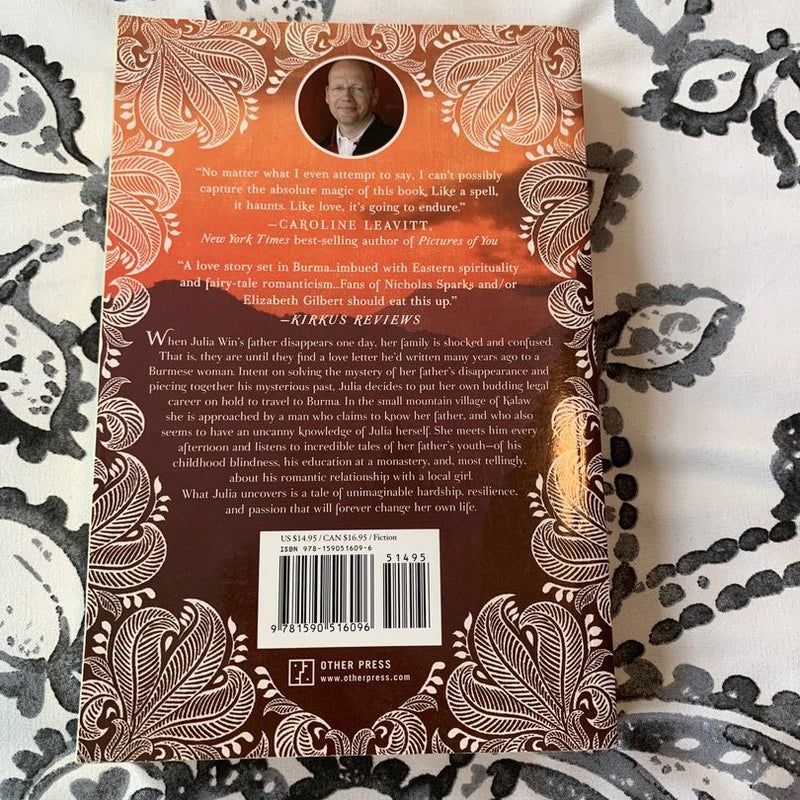 “No matter what I even attempt to say, I can’t possibly
capture the absolute magic of this book. Like a spell,
it haunts. Like love, it’s going to endure.”
—CAROLINE LEAVITT,
New York Times best-selling author of Pictures of You
“A love story set in Burma...imbued with Eastern spirituality
and fairy-tale romanticism...Fans of Nicholas Sparks and/or
Elizabeth Gilbert should eat this up.”
—KIRKUS REVIEWS
When Julia Win’s father disappears one day, her family is shocked and confused.
That is, they are until they find a love letter he’d written many years ago to a
Burmese woman. Intent on solving the mystery of her father’s disappearance and
piecing together his mysterious past, Julia decides to put her own budding legal
career on hold to travel to Burma. In the small mountain village of Kalaw
she is approached by a man who claims to know her father, and who also
seems to have an uncanny knowledge of Julia herself. She meets him every
afternoon and listens to incredible tales of her father’s youth—of his
childhood blindness, his education at a monastery, and, most tellingly,
about his romantic relationship with a local girl.
What Julia uncovers is a tale of unimaginable hardship, resilience,
and passion that will forever change her own life.
US $14.95 / CAN $16.95 / Fiction
ISBN 978-159051609-6
51495
9 781590 516096
OTHER PRESS
www.otherpress.com